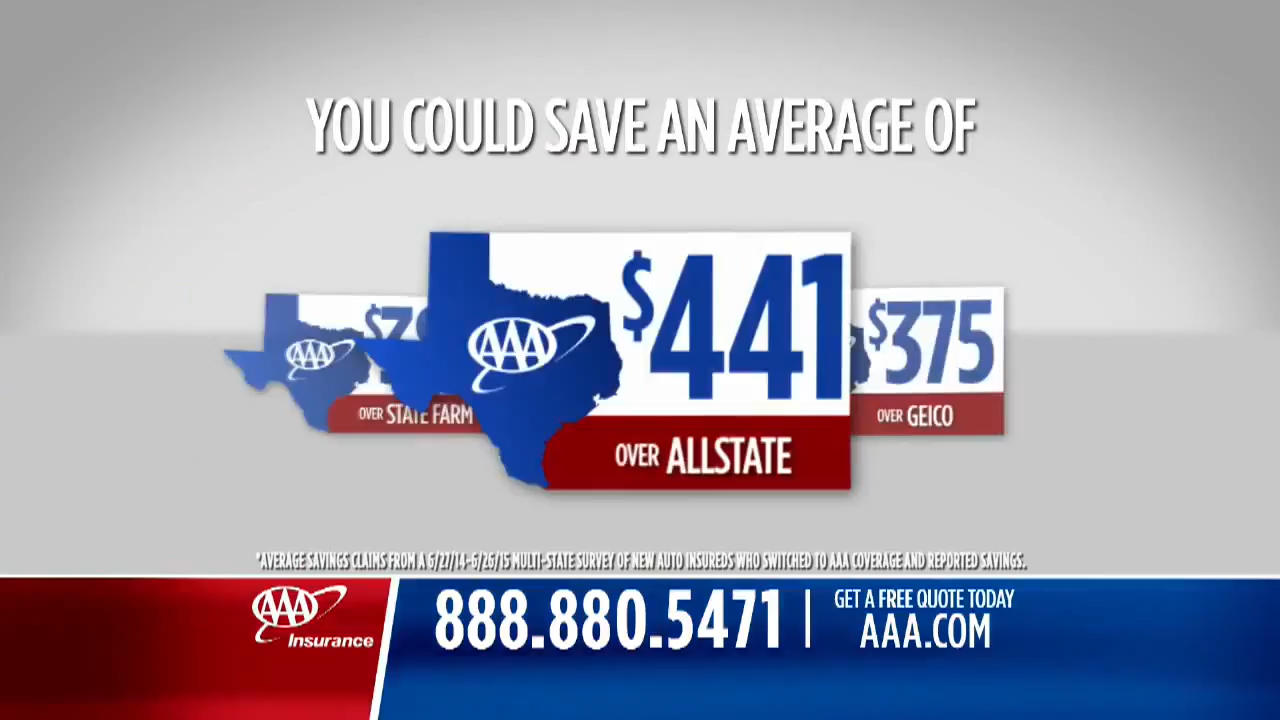 YOU COULD SAVE AN AVERAGE OF
AAA
OVER STATE FARM
AAA
$441
OVER ALLSTATE
$375
OVER GEICO
*AVERAGE SAVINGS CLAIMS FROM A 6/27/14-6/26/15 MULTI-STATE SURVEY OF NEW AUTO INSUREDS WHO SWITCHED TO AAA COVERAGE AND REPORTED SAVINGS.
AAA
Insurance
888.880.5471
GET A FREE QUOTE TODAY
AAA.COM